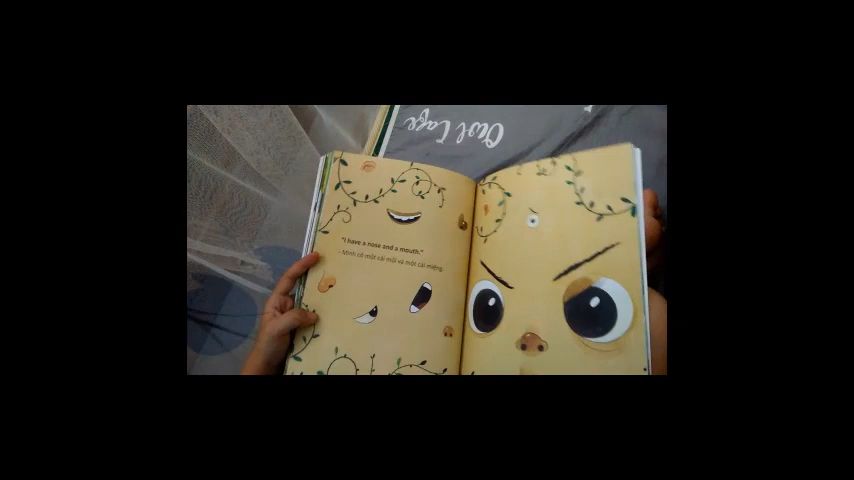 "I have a nose and a mouth."
- Mình có một cái mũi và một cái miệng.